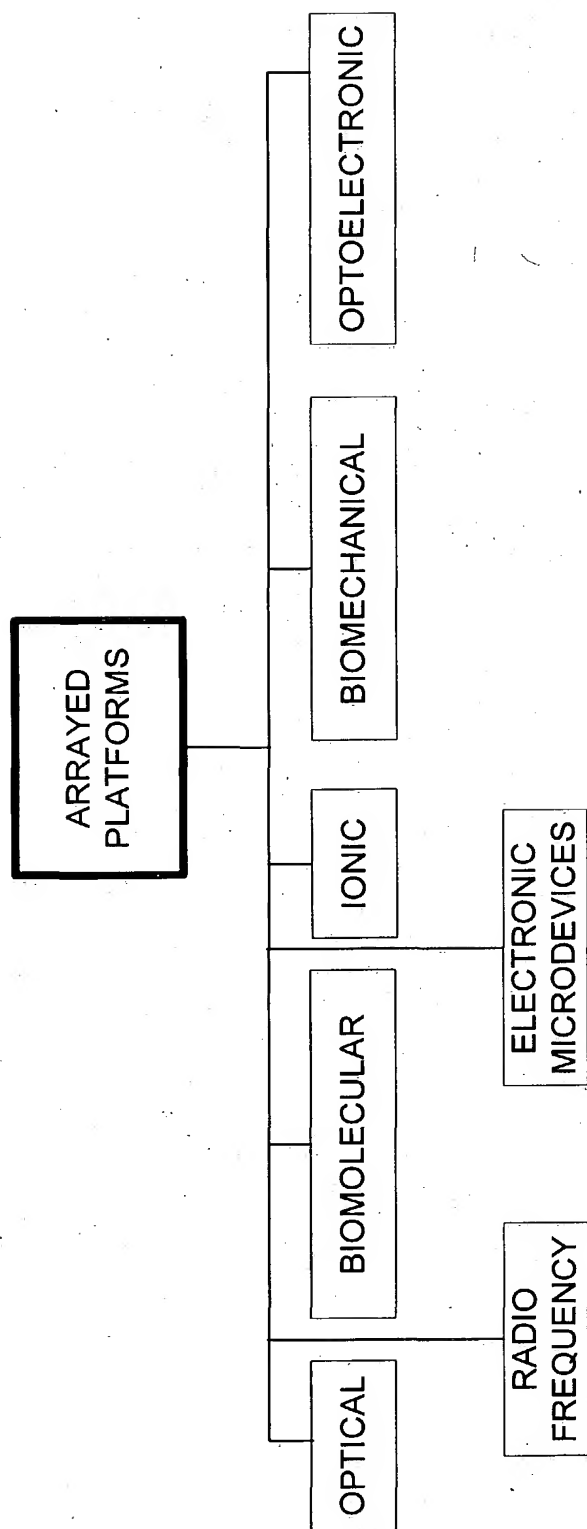 ARRAYED
PLATFORMS
OPTICAL
BIOMOLECULAR
IONIC
BIOMECHANICAL
OPTOELECTRONIC
RADIO
FREQUENCY
ELECTRONIC
MICRODEVICES